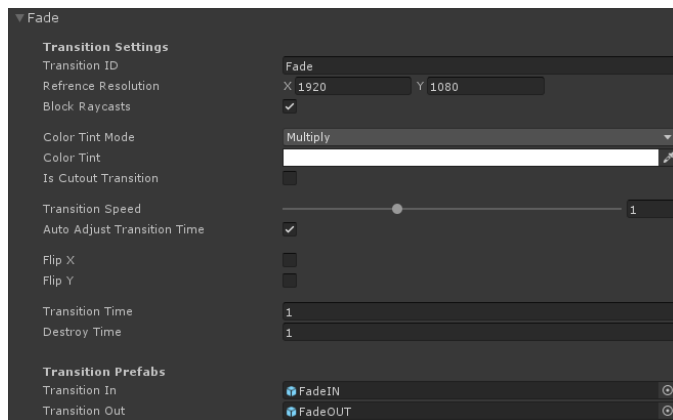 Fade
Transition Settings
Transition ID Fade
Refrence Resolution X 1920 Y 1080
Block Raycasts
Color Tint Mode Multiply
Color Tint
Is Cutout Transition
Transition Speed 1
Auto Adjust Transition Time
Flip X
Flip Y
Transition Time 1
Destroy Time 1
Transition Prefabs
Transition In FadeIN
Transition Out FadeOUT